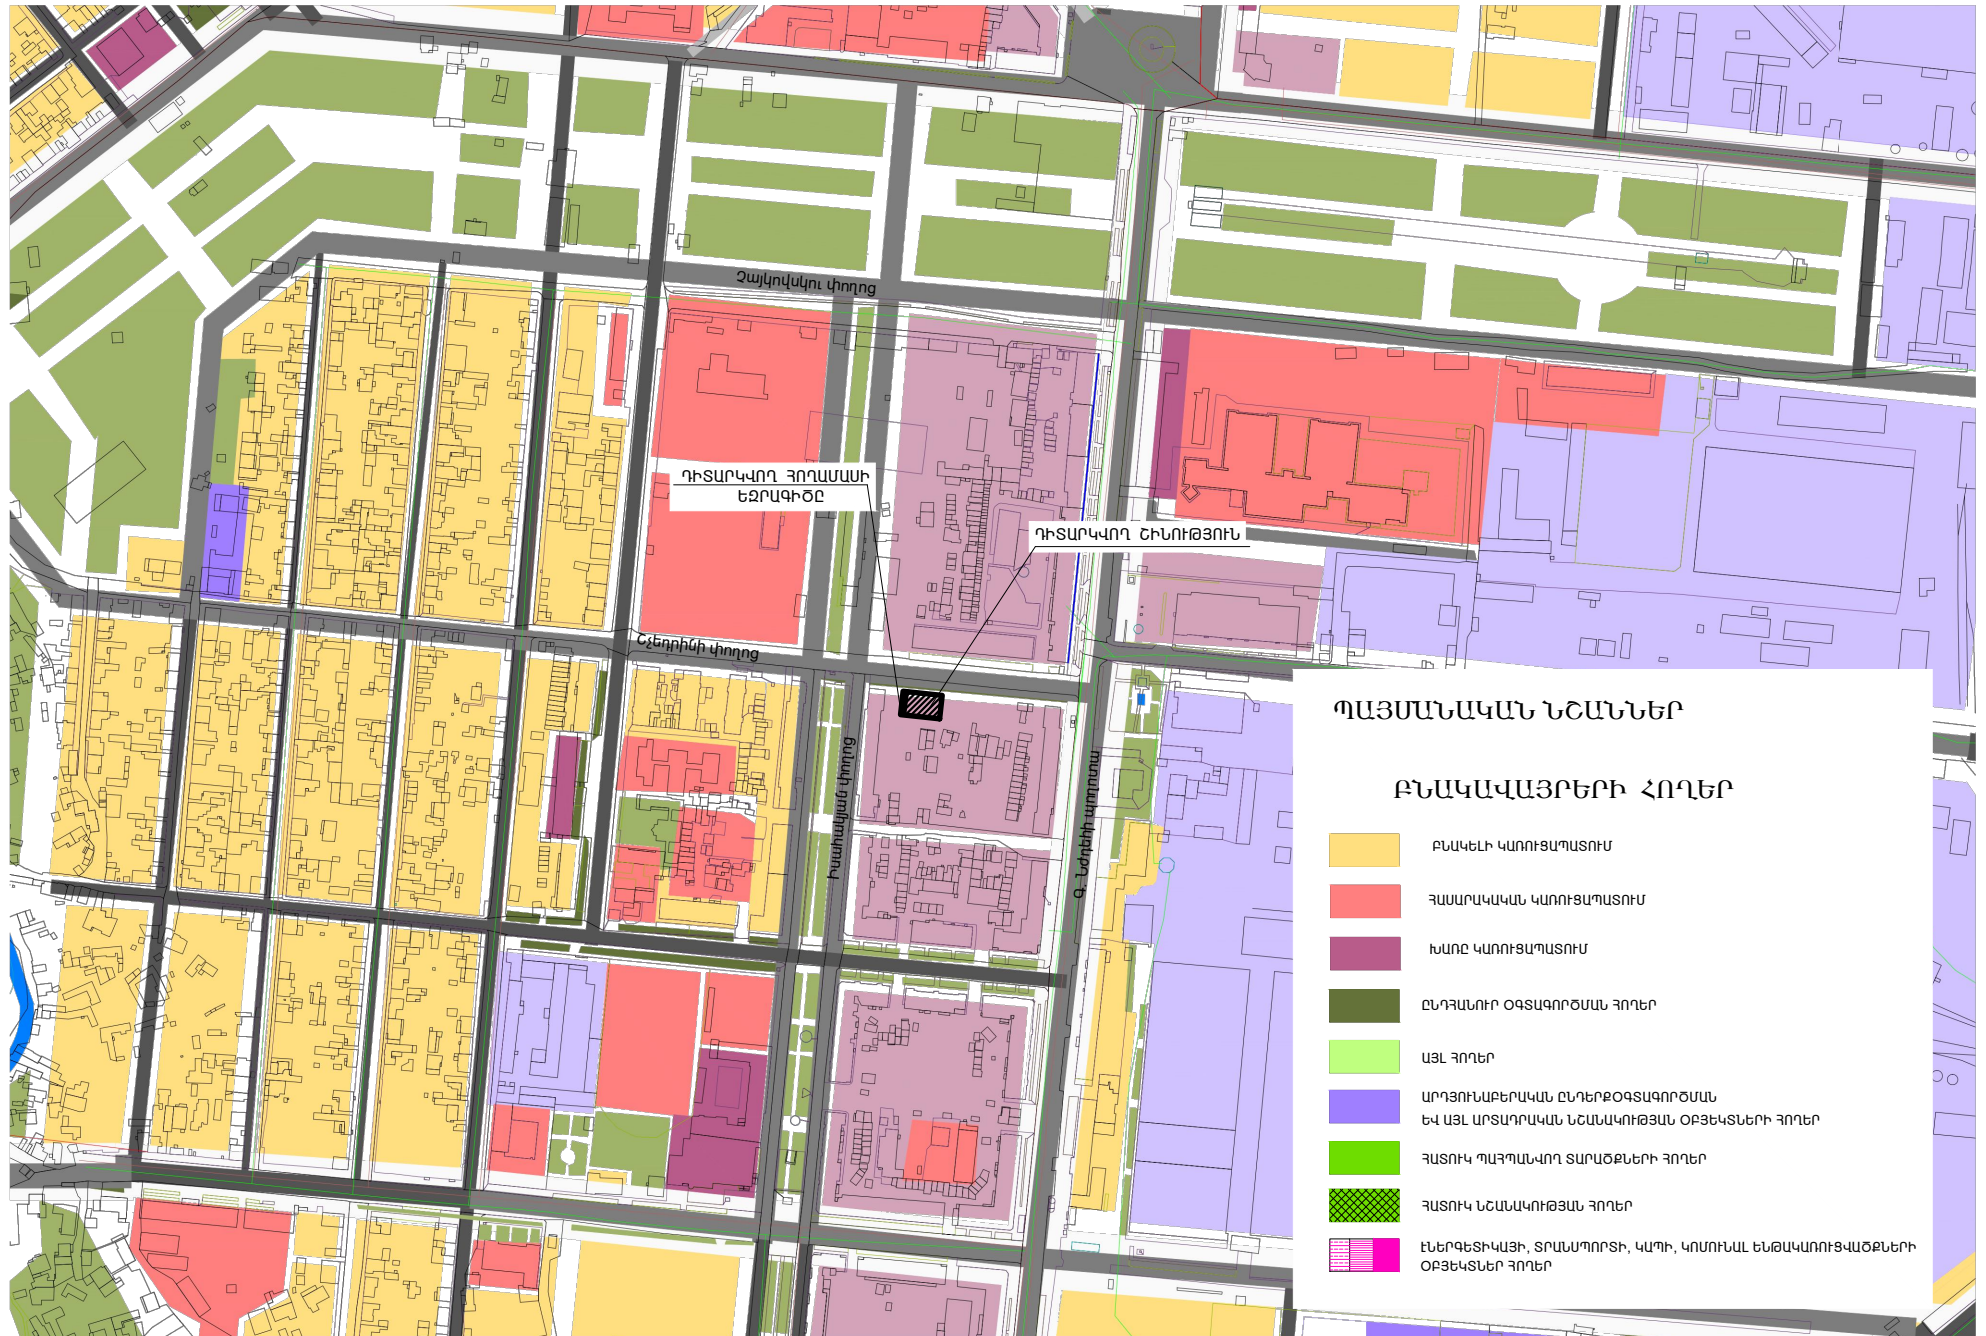 Չայկովսկու փողոց
ԴԻՏԱՐԿՎՈՂ ՀՈՂԱՄԱՍԻ
ԵԶՐԱԳԻԾԸ
ԴԻՏԱՐԿՎՈՂ ՇԻՆՈՒԹՅՈՒՆ
Շչեդրինի փողոց
Իսահակյան փողոց
Գ. Նժդեհի պողոտա
ՊԱՅՄԱՆԱԿԱՆ ՆՇԱՆՆԵՐ
ԲՆԱԿԱՎԱՅՐԵՐԻ ՀՈՂԵՐ
ԲՆԱԿԵԼԻ ԿԱՌՈՒՑԱՊԱՏՈՒՄ
ՀԱՍԱՐԱԿԱԿԱՆ ԿԱՌՈՒՑԱՊԱՏՈՒՄ
ԽԱՌԸ ԿԱՌՈՒՑԱՊԱՏՈՒՄ
ԸՆԴՀԱՆՈՒՐ ՕԳՏԱԳՈՐԾՄԱՆ ՀՈՂԵՐ
ԱՅԼ ՀՈՂԵՐ
ԱՐԴՅՈՒՆԱԲԵՐԱԿԱՆ ԸՆԴԵՐՔՕԳՏԱԳՈՐԾՄԱՆ
ԵՎ ԱՅԼ ԱՐՏԱԴՐԱԿԱՆ ՆՇԱՆԱԿՈՒԹՅԱՆ ՕԲՅԵԿՏՆԵՐԻ ՀՈՂԵՐ
ՀԱՏՈՒԿ ՊԱՀՊԱՆՎՈՂ ՏԱՐԱԾՔՆԵՐԻ ՀՈՂԵՐ
ՀԱՏՈՒԿ ՆՇԱՆԱԿՈՒԹՅԱՆ ՀՈՂԵՐ
ԷՆԵՐԳԵՏԻԿԱՅԻ, ՏՐԱՆՍՊՈՐՏԻ, ԿԱՊԻ, ԿՈՄՈՒՆԱԼ ԵՆԹԱԿԱՌՈՒՑՎԱԾՔՆԵՐԻ
ՕԲՅԵԿՏՆԵՐ ՀՈՂԵՐ